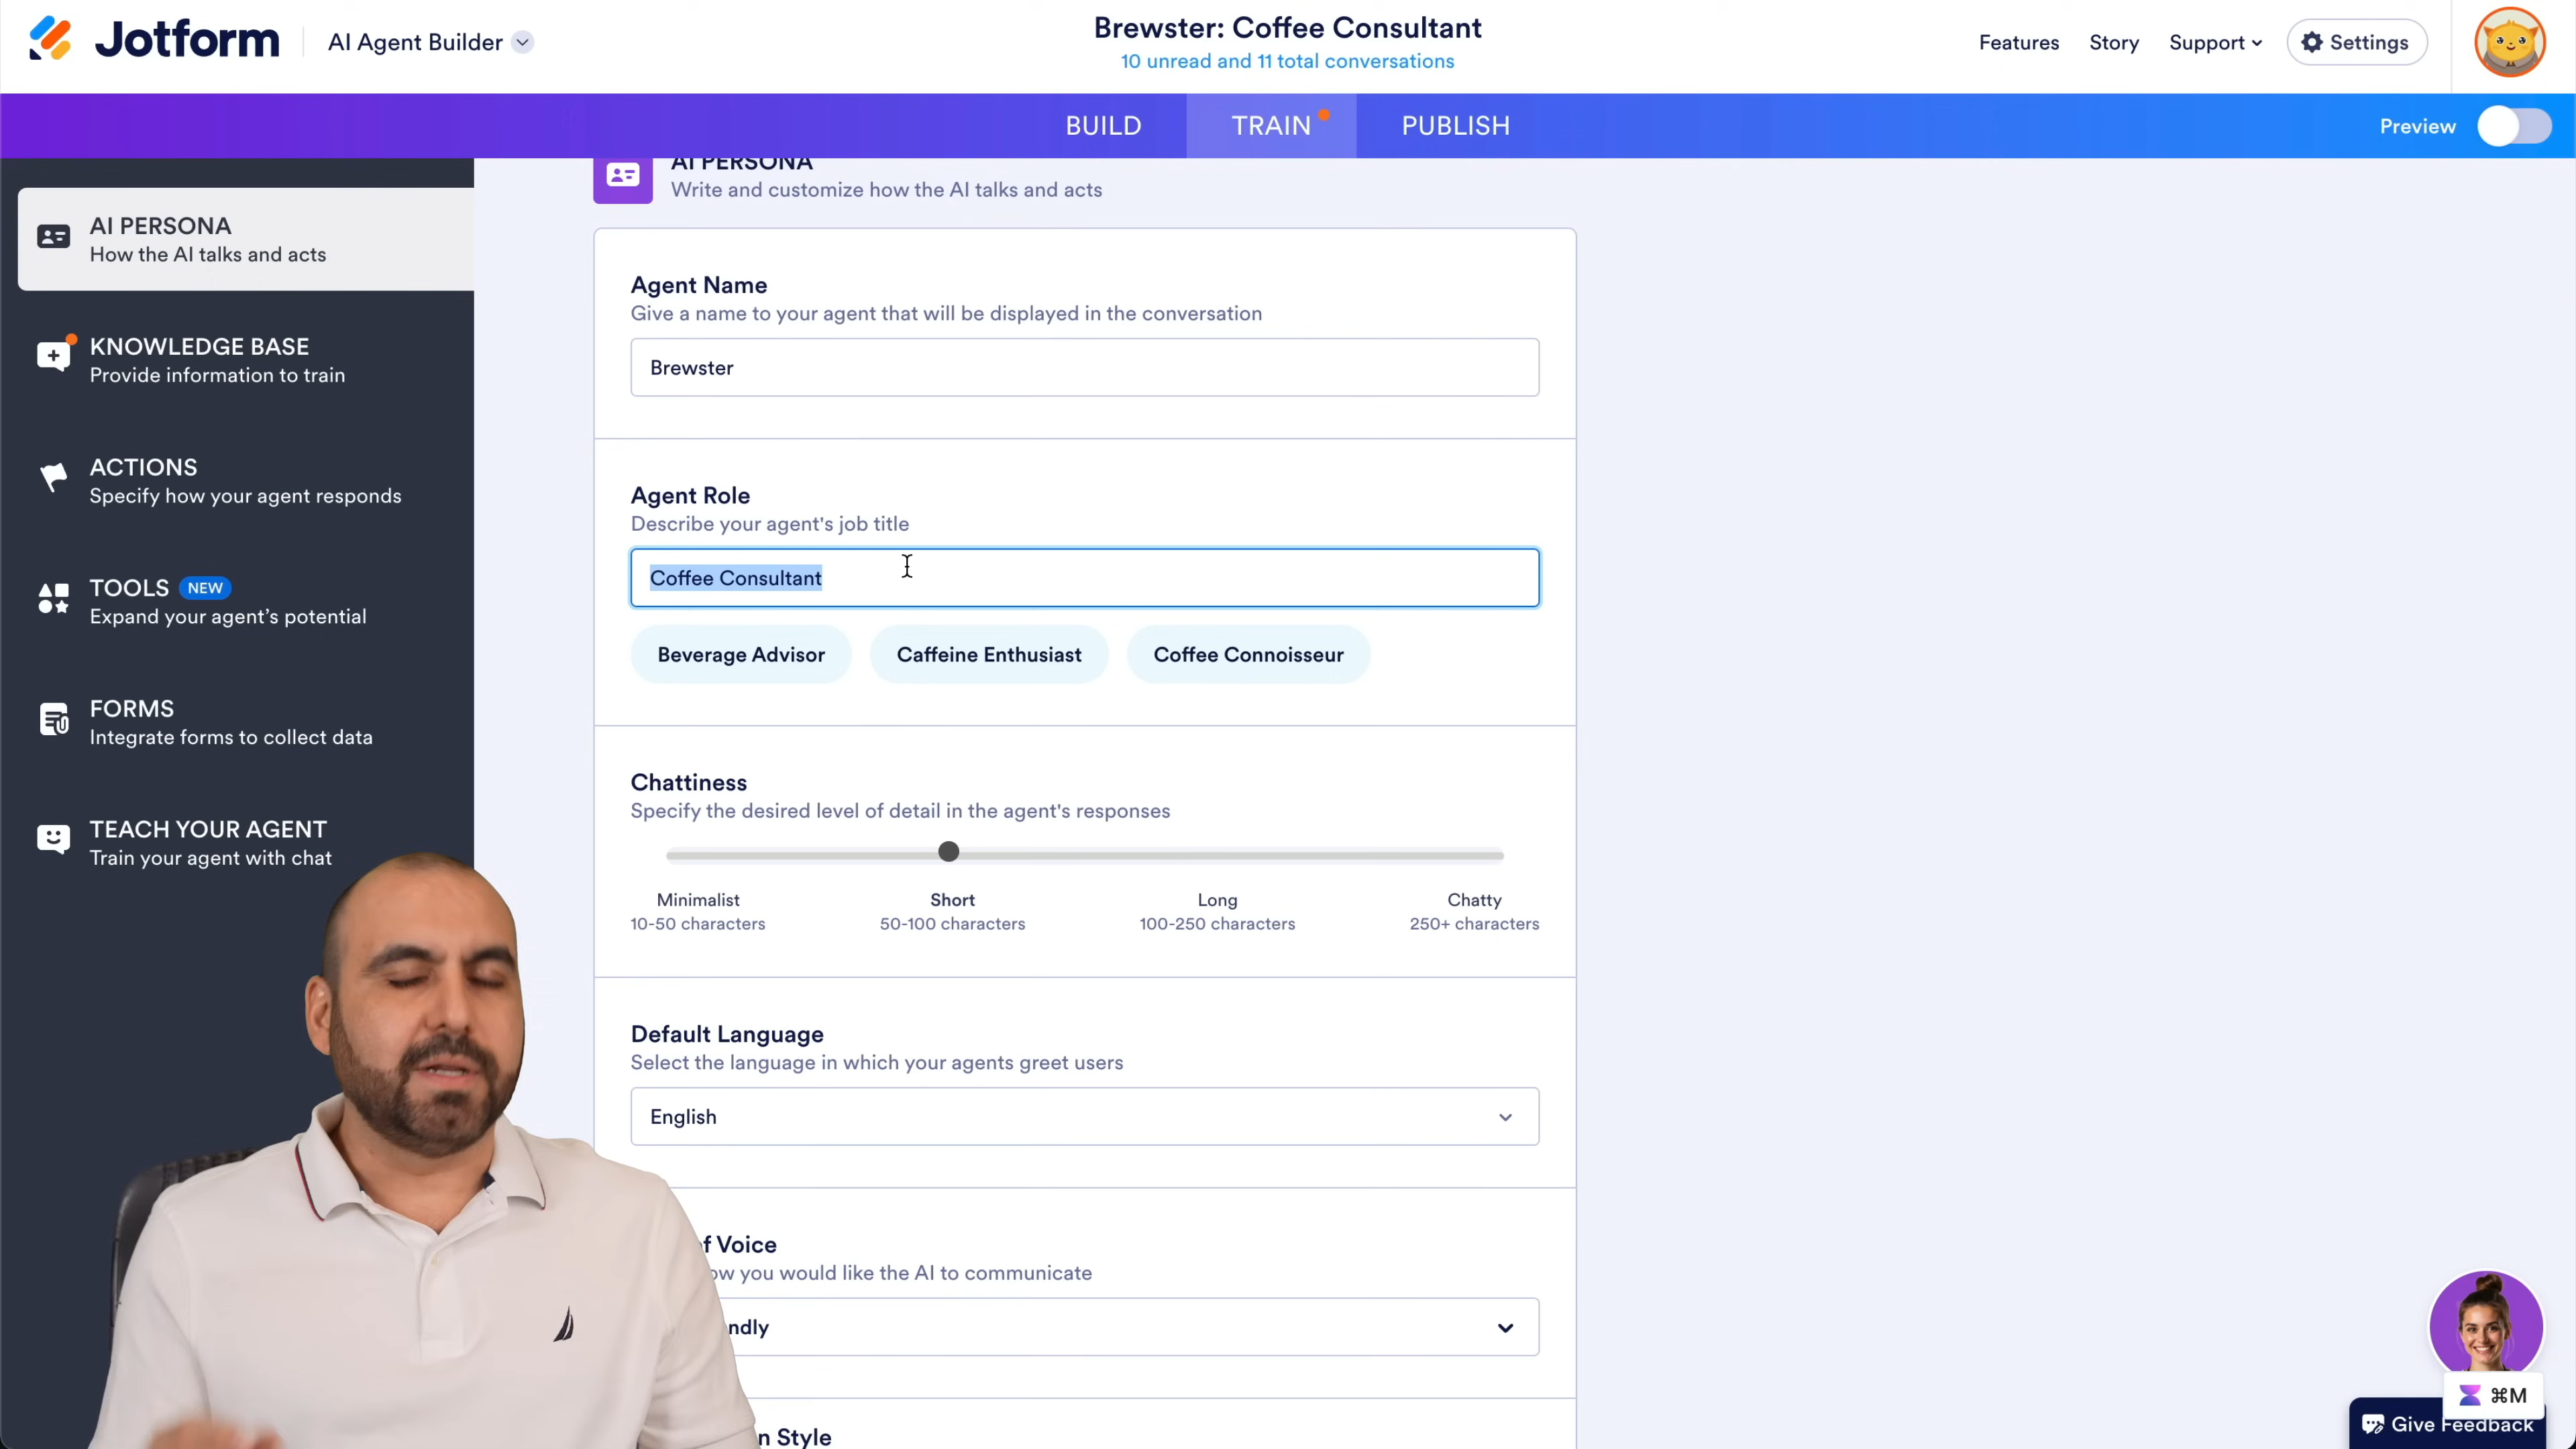 Jotform
AI Agent Builder
Brewster: Coffee Consultant
10 unread and 11 total conversations
Features
Story
Support
Settings
BUILD
TRAIN
PUBLISH
Preview
AI PERSONA
How the AI talks and acts
KNOWLEDGE BASE
Provide information to train
ACTIONS
Specify how your agent responds
TOOLS NEW
Expand your agent’s potential
FORMS
Integrate forms to collect data
TEACH YOUR AGENT
Train your agent with chat
AI PERSONA
Write and customize how the AI talks and acts
Agent Name
Give a name to your agent that will be displayed in the conversation
Brewster
Agent Role
Describe your agent's job title
Coffee Consultant
Beverage Advisor
Caffeine Enthusiast
Coffee Connoisseur
Chattiness
Specify the desired level of detail in the agent's responses
Minimalist
10-50 characters
Short
50-100 characters
Long
100-250 characters
Chatty
250+ characters
Default Language
Select the language in which your agents greet users
English
f Voice
ow you would like the AI to communicate
ndly
n Style
⌘M
Give Feedback